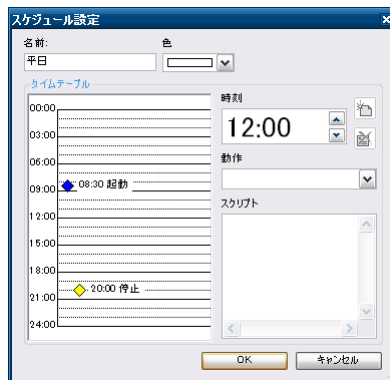 スケジュール設定
名前:
色
平日
タイムテーブル
00:00
03:00
06:00
08:30 起動
09:00
12:00
15:00
18:00
20:00 停止
21:00
24:00
時刻
12:00
動作
スクリプト
OK
キャンセル